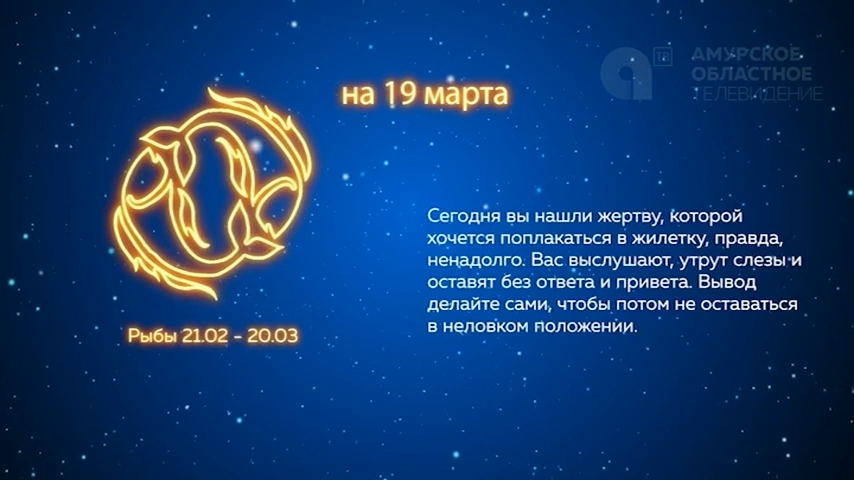 на 19 марта
ТВ
АМУРСКОЕ
ОБЛАСТНОЕ
ТЕЛЕВИДЕНИЕ
Сегодня вы нашли жертву, которой
хочется поплакаться в жилетку, правда,
ненадолго. Вас выслушают, утрут слезы и
оставят без ответа и привета. Вывод
делайте сами, чтобы потом не оставаться
в неловком положении.
Рыбы 21.02 - 20.03